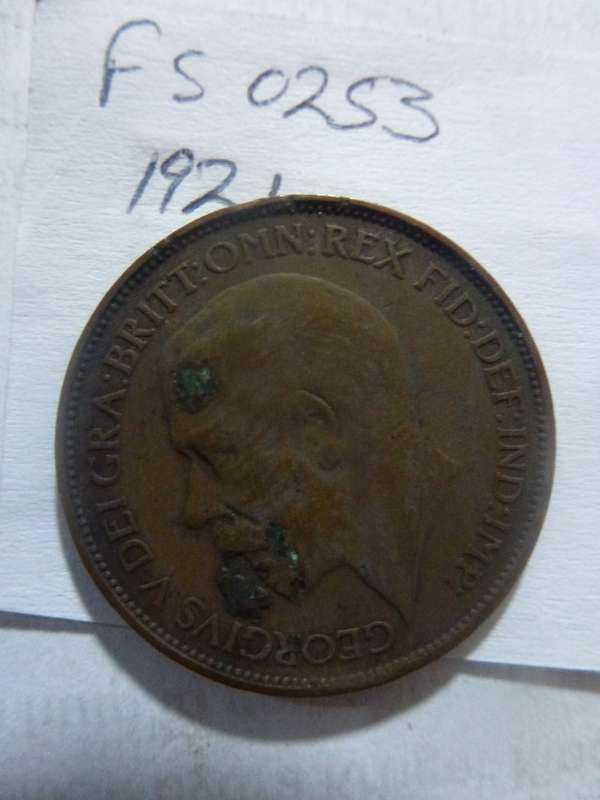 FS 0253
1921
GEORGIVS V DEI GRA: BRITT: OMN: REX FID: DEF: IND: IMP: